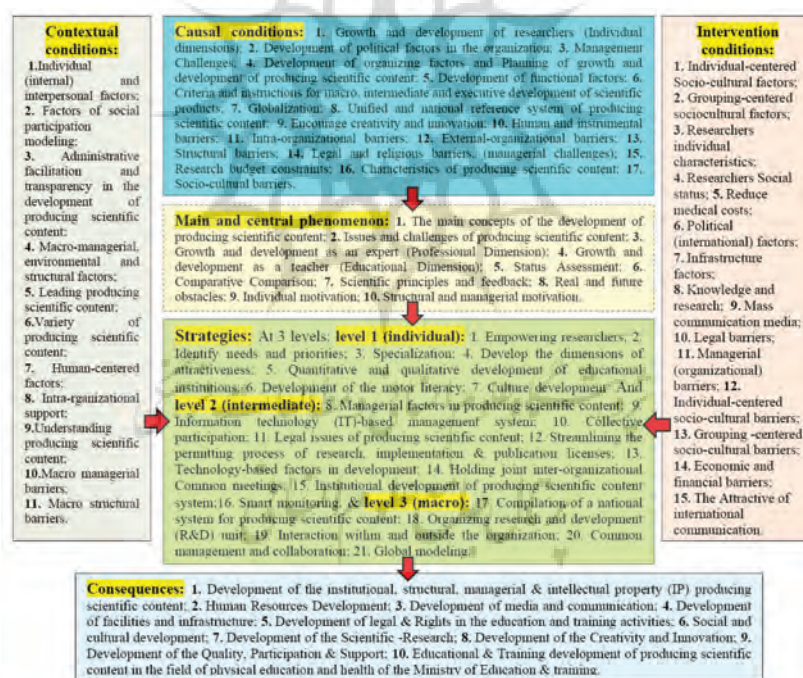 Contextual
conditions:
1.Individual
(internal) and
interpersonal factors;
2. Factors of social
participation
modeling;
3. Administrative
facilitation and
transparency in the
development of
producing scientific
content;
4. Macro-managerial,
environmental and
structural factors;
5. Leading producing
scientific content;
6.Variety of
producing scientific
content;
7. Human-centered
factors;
8. Intra-rganizational
support;
9.Understanding
producing scientific
content;
10.Macro managerial
barriers;
11. Macro structural
barriers.
Causal conditions: 1. Growth and development of researchers (Individual
dimensions); 2. Development of political factors in the organization; 3. Management
Challenges; 4. Development of organizing factors and Planning of growth and
development of producing scientific content; 5. Development of functional factors; 6.
Criteria and instructions for macro, intermediate and executive development of scientific
products; 7. Globalization; 8. Unified and national reference system of producing
scientific content; 9. Encourage creativity and innovation; 10. Human and instrumental
barriers; 11. Intra-organizational barriers; 12. External-organizational barriers; 13.
Structural barriers; 14. Legal and religious barriers, (managerial challenges); 15.
Research budget constraints; 16. Characteristics of producing scientific content; 17.
Socio-cultural barriers.
Main and central phenomenon: 1. The main concepts of the development of
producing scientific content; 2. Issues and challenges of producing scientific content; 3.
Growth and development as an expert (Professional Dimension); 4. Growth and
development as a teacher (Educational Dimension); 5. Status Assessment; 6.
Comparative Comparison; 7. Scientific principles and feedback; 8. Real and future
obstacles; 9. Individual motivation; 10. Structural and managerial motivation.
Strategies: At 3 levels: level 1 (individual): 1. Empowering researchers; 2.
Identify needs and priorities; 3. Specialization; 4. Develop the dimensions of
attractiveness; 5. Quantitative and qualitative development of educational
institutions; 6. Development of the motor literacy; 7. Culture development. And
level 2 (intermediate): 8. Managerial factors in producing scientific content; 9.
Information technology (IT)-based management system; 10. Collective
participation; 11. Legal issues of producing scientific content; 12. Streamlining the
permitting process of research, implementation & publication licenses; 13.
Technology-based factors in development; 14. Holding joint inter-organizational
Common meetings; 15. Institutional development of producing scientific content
system;16. Smart monitoring, & level 3 (macro): 17. Compilation of a national
system for producing scientific content; 18. Organizing research and development
(R&D) unit; 19. Interaction within and outside the organization; 20. Common
management and collaboration; 21. Global modeling.
Intervention
conditions:
1. Individual-centered
Socio-cultural factors;
2. Grouping-centered
sociocultural factors;
3. Researchers
individual
characteristics;
4. Researchers Social
status; 5. Reduce
medical costs;
6. Political
(international) factors;
7. Infrastructure
factors;
8. Knowledge and
research; 9. Mass
communication media;
10. Legal barriers;
11. Managerial
(organizational)
barriers; 12.
Individual-centered
socio-cultural barriers;
13. Grouping -centered
socio-cultural barriers;
14. Economic and
financial barriers;
15. The Attractive of
international
communication.
Consequences: 1. Development of the institutional, structural, managerial & intellectual property (IP) producing
scientific content; 2. Human Resources Development; 3. Development of media and communication; 4. Development
of facilities and infrastructure; 5. Development of legal & Rights in the education and training activities; 6. Social and
cultural development; 7. Development of the Scientific -Research; 8. Development of the Creativity and Innovation; 9.
Development of the Quality, Participation & Support; 10. Educational & Training development of producing scientific
content in the field of physical education and health of the Ministry of Education & training.